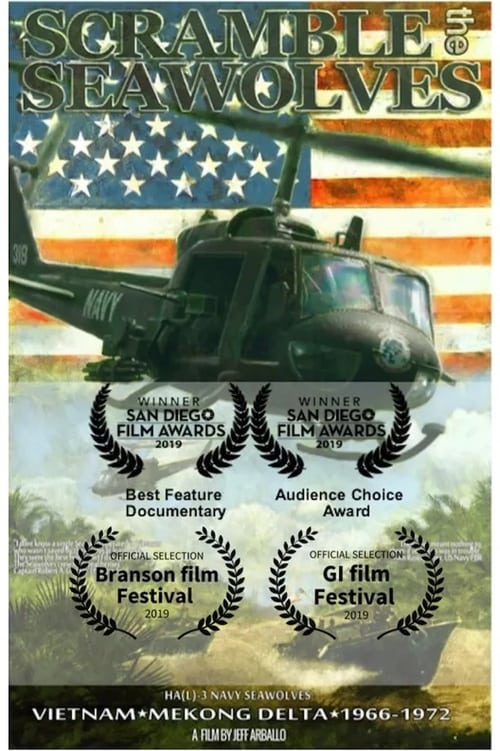 SCRAMBLE the
SEAWOLVES
318
NAVY
WINNER
SAN DIEGO
FILM AWARDS
2019
Best Feature
Documentary
WINNER
SAN DIEGO
FILM AWARDS
2019
Audience Choice
Award
OFFICIAL SELECTION
Branson film
Festival
2019
OFFICIAL SELECTION
GI film
Festival
2019
HA(L)-3 NAVY SEAWOLVES
VIETNAM★MEKONG DELTA★1966-1972
A FILM BY JEFF ARBALLO